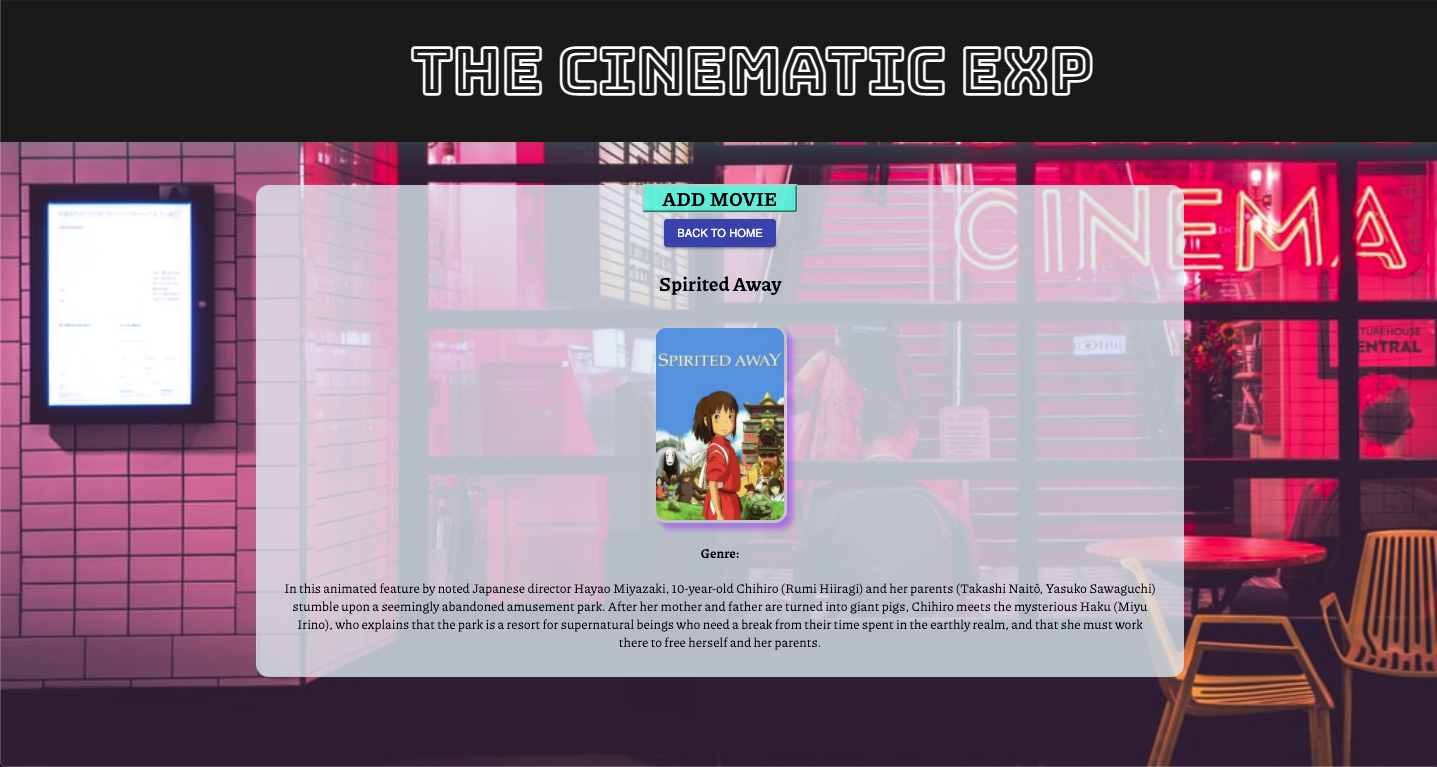 THE CINEMATIC EXP
ADD MOVIE
BACK TO HOME
CINEMA
Spirited Away
SPIRITED AWAY
TUREHOUSE
ENTRAL
Genre:
In this animated feature by noted Japanese director Hayao Miyazaki, 10-year-old Chihiro (Rumi Hiiragi) and her parents (Takashi Naitô, Yasuko Sawaguchi)
stumble upon a seemingly abandoned amusement park. After her mother and father are turned into giant pigs, Chihiro meets the mysterious Haku (Miyu
Irino), who explains that the park is a resort for supernatural beings who need a break from their time spent in the earthly realm, and that she must work
there to free herself and her parents.